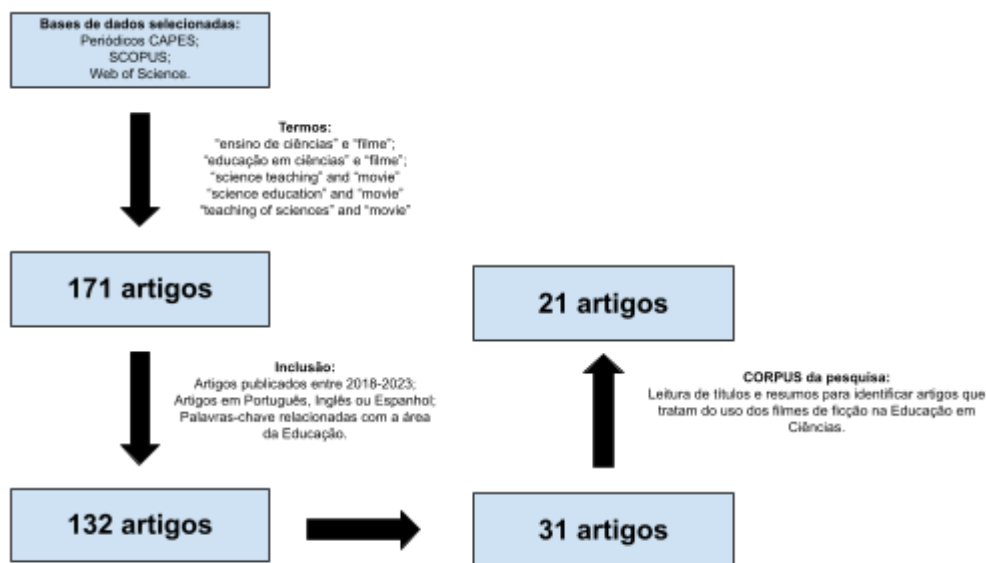 Bases de dados selecionadas:
Periódicos CAPES;
SCOPUS;
Web of Science.
Termos:
"ensino de ciências" e "filme";
"educação em ciências" e "filme";
"science teaching" and "movie"
"science education" and "movie"
"teaching of sciences" and "movie"
171 artigos
Inclusão:
Artigos publicados entre 2018-2023;
Artigos em Português, Inglês ou Espanhol;
Palavras-chave relacionadas com a área
da Educação.
132 artigos
31 artigos
CORPUS da pesquisa:
Leitura de títulos e resumos para identificar artigos que
tratam do uso dos filmes de ficção na Educação em
Ciências.
21 artigos